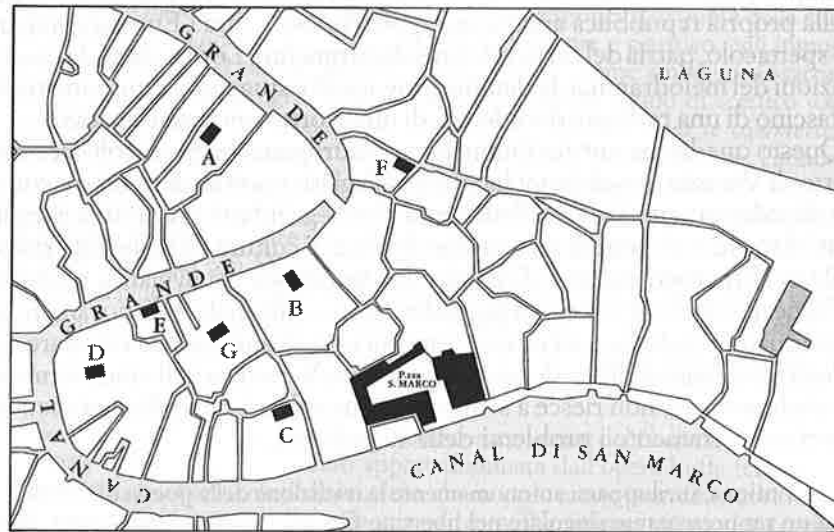 GRANDE
LAGUNA
A
F
GRANDE
B
E
G
D
P.ZZA
S. MARCO
C
CANAL
CANAL DI SAN MARCO